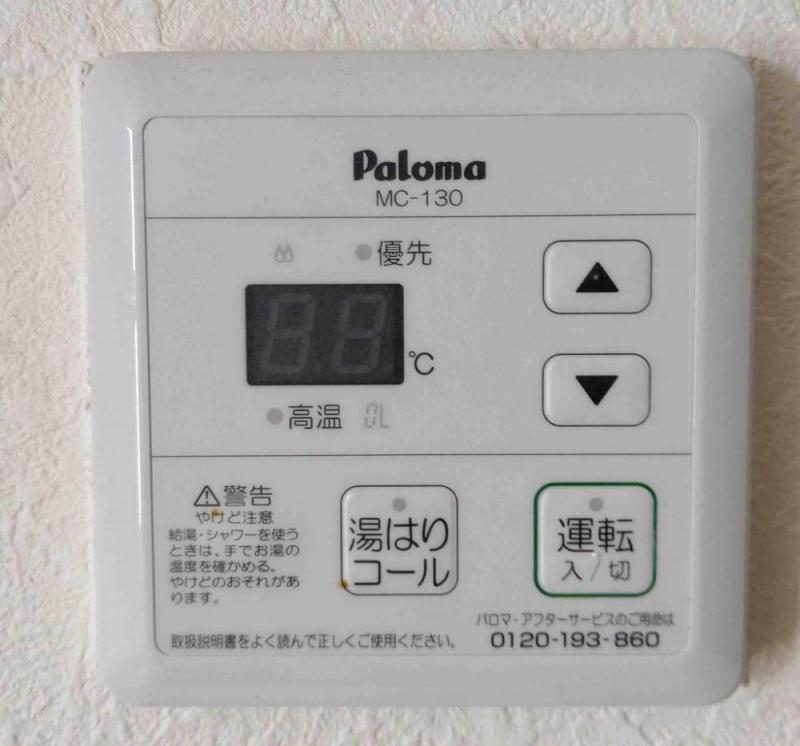 Paloma
MC-130
優先
88
℃
高温 0L
▲
▼
⚠警告
やけど注意
給湯・シャワーを使う
ときは、手でお湯の
温度を確かめる。
やけどのおそれがあ
ります。
湯はり
コール
運転
入/切
パロマ・アフターサービスのご用命は
取扱説明書をよく読んで正しくご使用ください。
0120-193-860